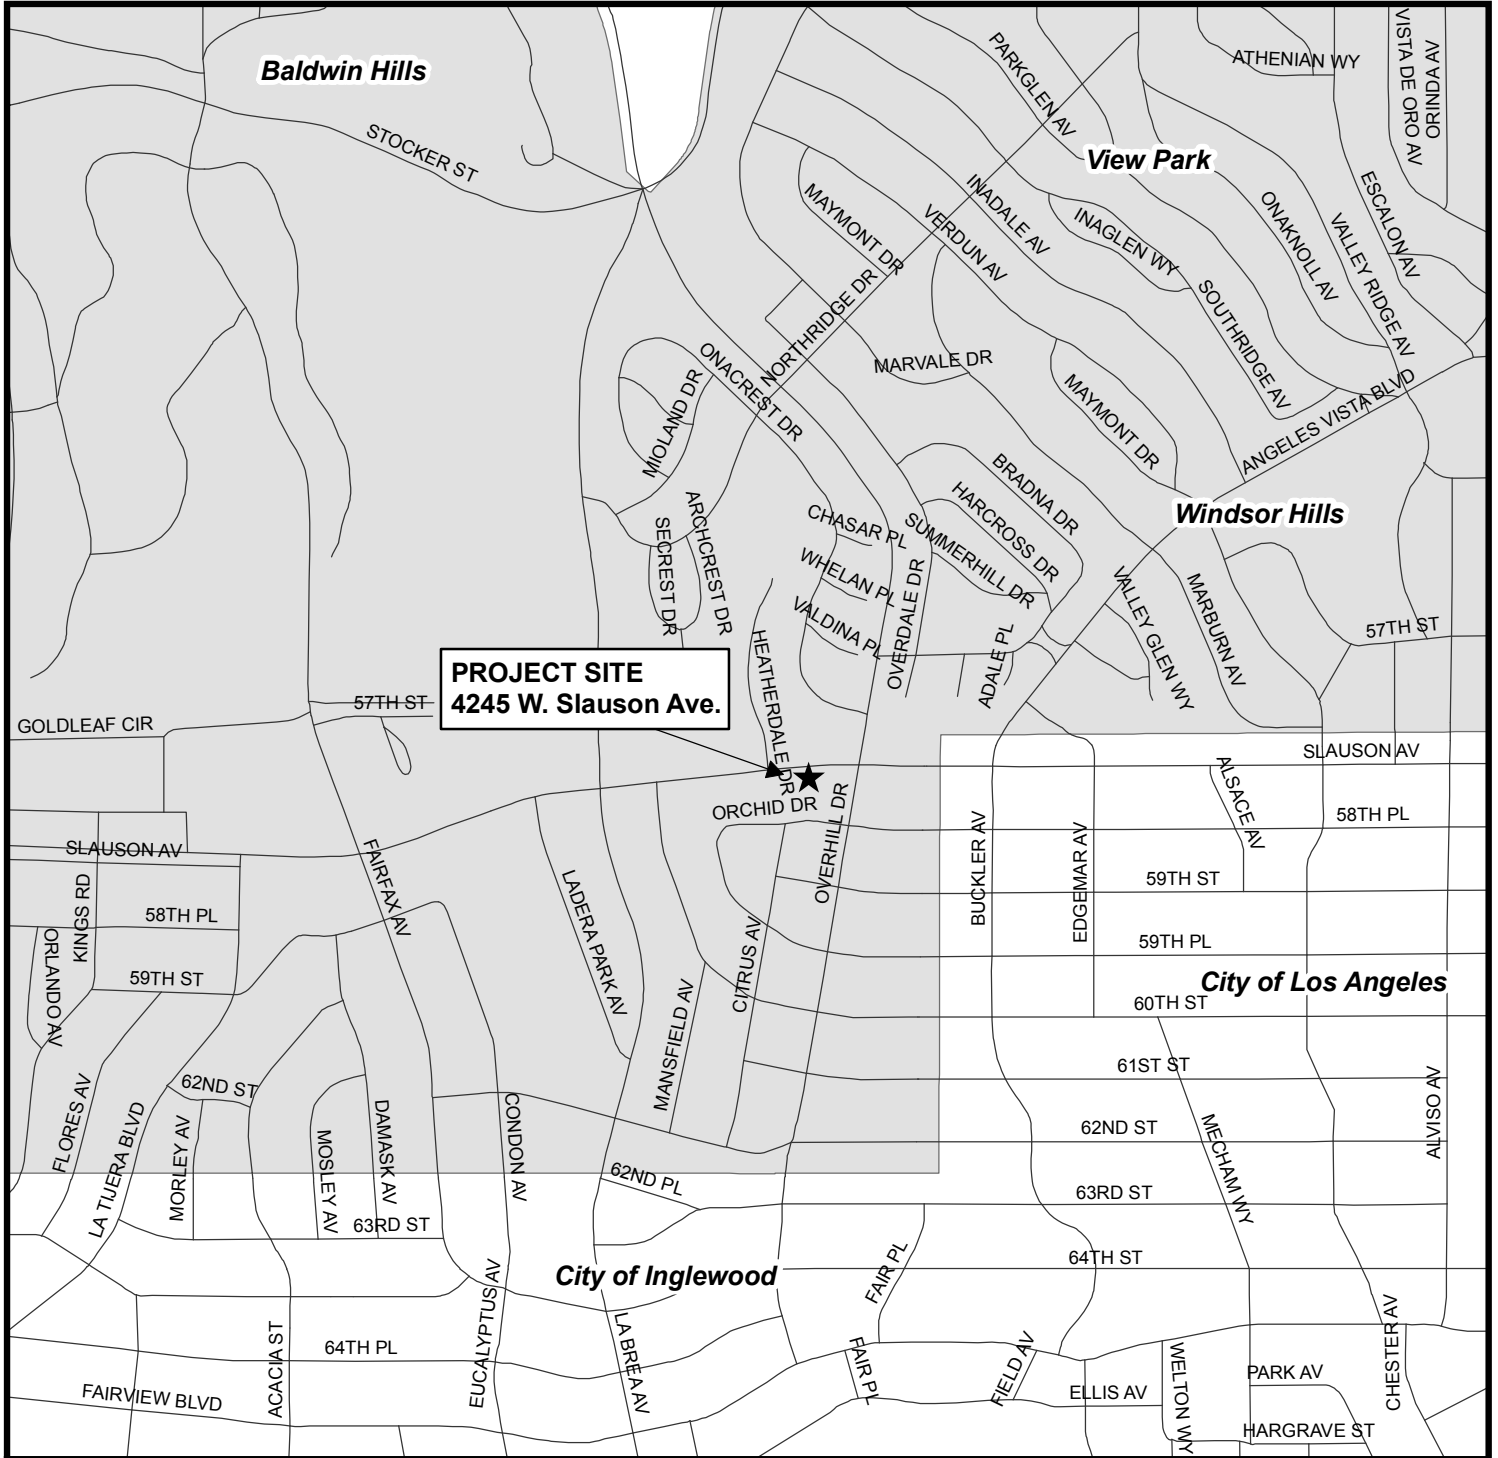 Baldwin Hills
STOCKER ST
PARKGLEN AV
ATHENIAN WY
VISTA DE ORO AV
ORINDA AV
View Park
MAYMONT DR
VERDUN AV
INADALE AV
INAGLEN WY
ONAKNOLL AV
VALLEY RIDGE AV
ESCALON AV
SOUTHRIDGE AV
NORTHRIDGE DR
ONACREST DR
MARVALE DR
MIOLAND DR
MAYMONT DR
ANGELES VISTA BLVD
BRADNA DR
HARCROSS DR
SUMMERHILL DR
Windsor Hills
ARCHCREST DR
SECREST DR
CHASAR PL
WHELAN PL
VALDINA PL
OVERDALE DR
VALLEY GLEN WY
MARBURN AV
ADALE PL
57TH ST
HEATHERDALE DR
PROJECT SITE
4245 W. Slauson Ave.
57TH ST
GOLDLEAF CIR
SLAUSON AV
ALSACE AV
ORCHID DR
OVERHILL DR
58TH PL
BUCKLER AV
EDGEMAR AV
SLAUSON AV
FAIRFAX AV
KINGS RD
LADERA PARK AV
59TH ST
58TH PL
CITRUS AV
59TH PL
ORLANDO AV
59TH ST
City of Los Angeles
MANSFIELD AV
60TH ST
61ST ST
62ND ST
FLORES AV
LA TIJERA BLVD
MORLEY AV
MOSLEY AV
DAMASK AV
CONDON AV
62ND ST
MECHAM WY
ALVISO AV
62ND PL
63RD ST
63RD ST
64TH ST
City of Inglewood
FAIR PL
EUCALYPTUS AV
ACACIA ST
64TH PL
LA BREA AV
FAIR PL
FIELD AV
WELTON WY
CHESTER AV
PARK AV
ELLIS AV
FAIRVIEW BLVD
HARGRAVE ST